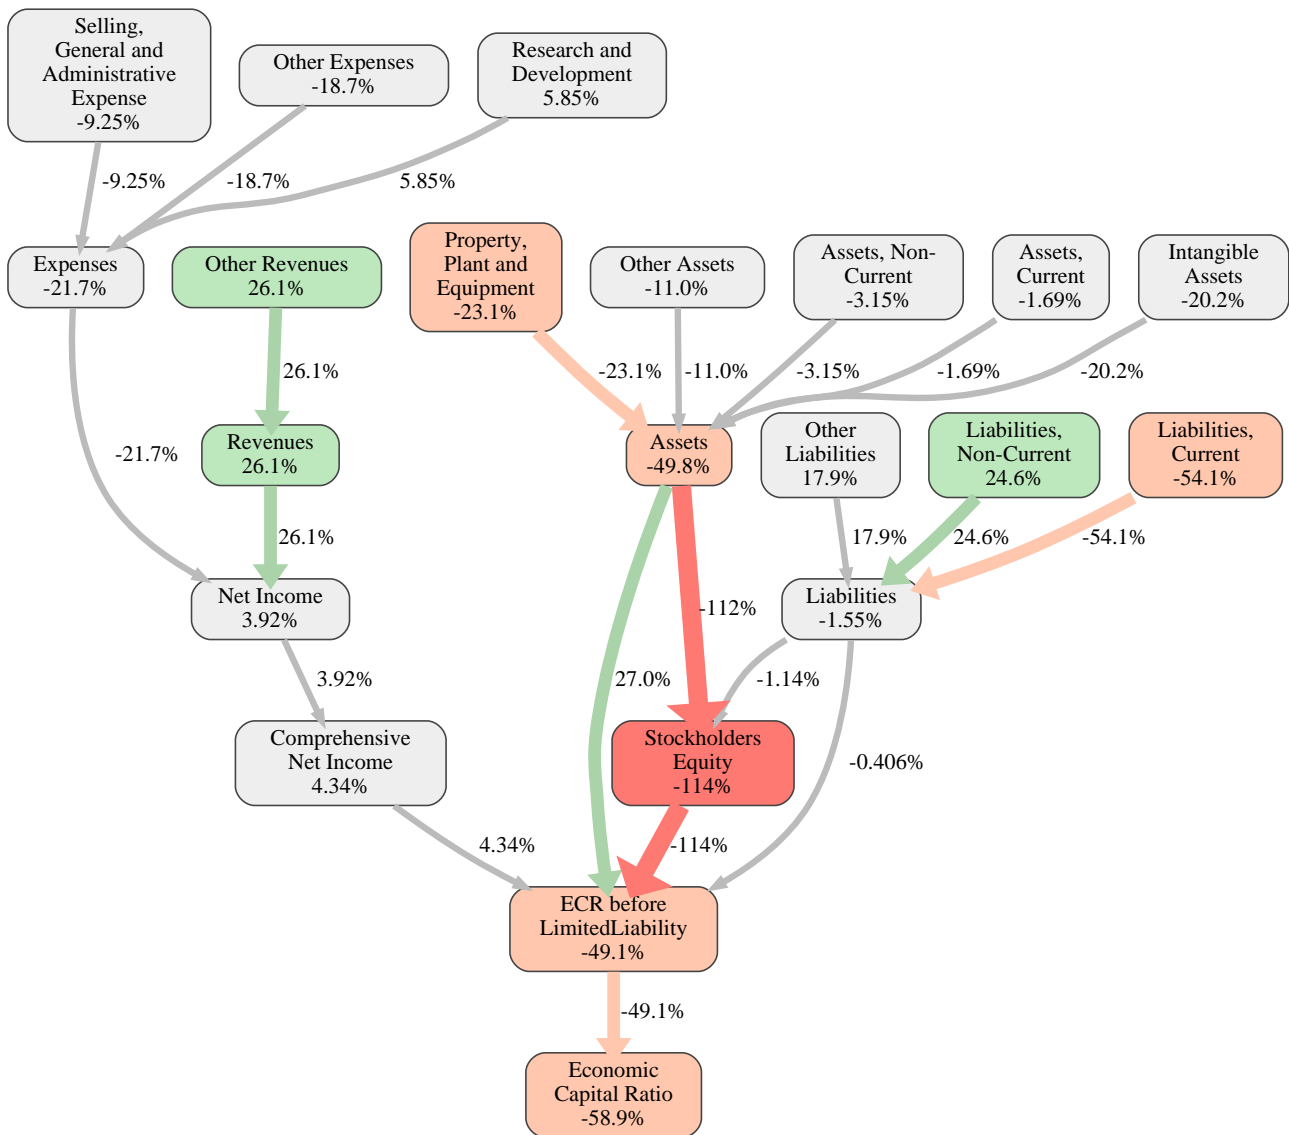 Selling,
General and
Administrative
Expense
-9.25%
Other Expenses
-18.7%
Research and
Development
5.85%
-9.25%
-18.7%
5.85%
Expenses
-21.7%
Other Revenues
26.1%
Property,
Plant and
Equipment
-23.1%
Other Assets
-11.0%
Assets, Non-
Current
-3.15%
Assets,
Current
-1.69%
Intangible
Assets
-20.2%
26.1%
-23.1%
-11.0%
-3.15%
-1.69%
-20.2%
-21.7%
Revenues
26.1%
Assets
-49.8%
Other
Liabilities
17.9%
Liabilities,
Non-Current
24.6%
Liabilities,
Current
-54.1%
26.1%
17.9%
24.6%
-54.1%
Net Income
3.92%
-112%
Liabilities
-1.55%
3.92%
27.0%
-1.14%
Comprehensive
Net Income
4.34%
Stockholders
Equity
-114%
-0.406%
4.34%
-114%
ECR before
LimitedLiability
-49.1%
-49.1%
Economic
Capital Ratio
-58.9%